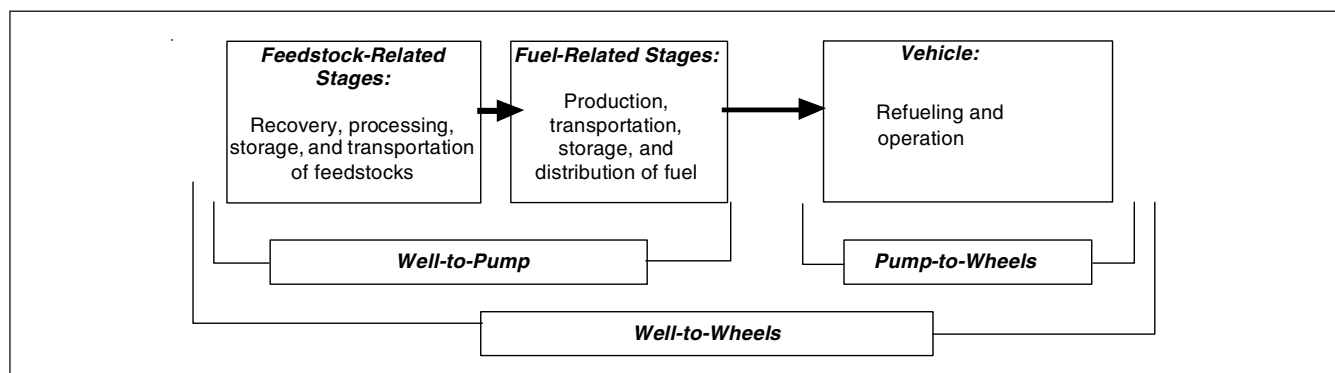 Feedstock-Related
Stages:
Recovery, processing,
storage, and transportation
of feedstocks
Fuel-Related Stages:
Production,
transportation,
storage, and
distribution of fuel
Vehicle:
Refueling and
operation
Well-to-Pump
Pump-to-Wheels
Well-to-Wheels